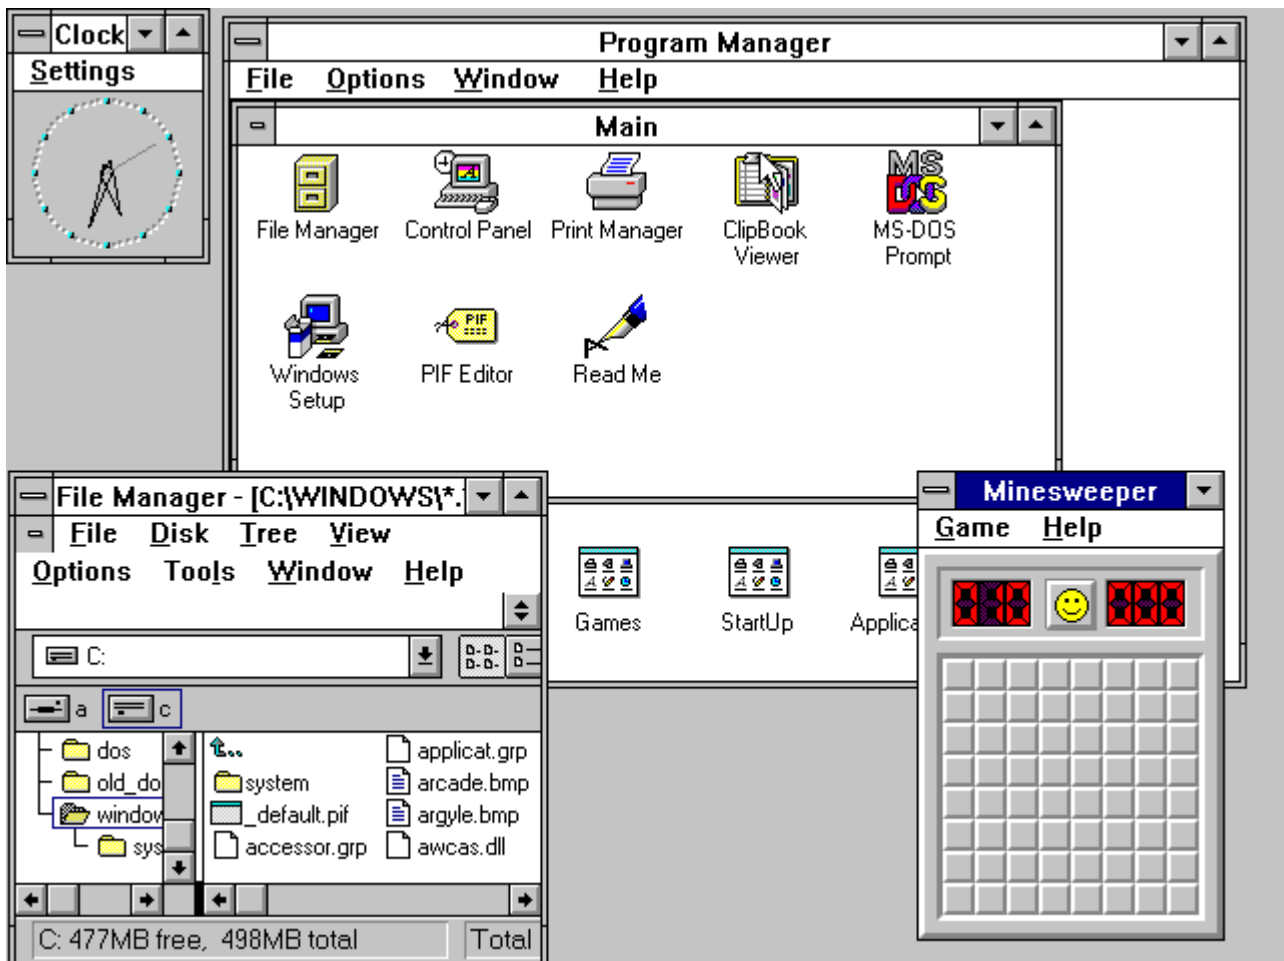 Clock
Settings
Program Manager
File Options Window Help
Main
File Manager
Control Panel
Print Manager
ClipBook
Viewer
MS
DOS
MS-DOS
Prompt
Windows
Setup
PIF
PIF Editor
Read Me
File Manager - [C:\WINDOWS\*.
File Disk Tree View
Options Tools Window Help
C:
a c
dos
old_do
window
sys
system
_default.pif
accessor.grp
applicat.grp
arcade.bmp
argyle.bmp
awcas.dll
C: 477MB free, 498MB total
Total
Games
StartUp
Applica
Minesweeper
Game Help